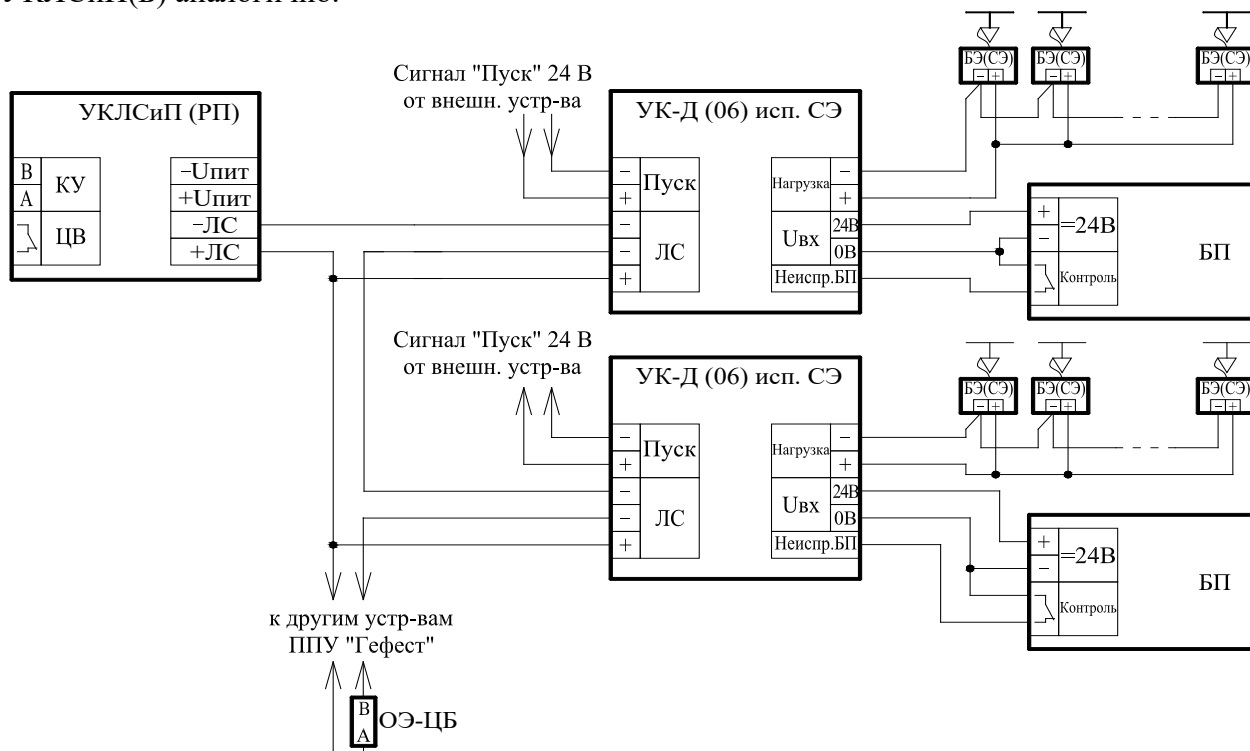 УКЛСиП(В) аналогично.
БЭ(СЭ)
− +
БЭ(СЭ)
− +
БЭ(СЭ)
− +
Сигнал "Пуск" 24 В
от внешн. устр-ва
УКЛСиП (РП)
В
А
КУ
ЦВ
−Uпит
+Uпит
−ЛС
+ЛС
УК-Д (06) исп. СЭ
−
+
Пуск
−
−
+
ЛС
Нагрузка
−
+
Uвх
24В
0В
Неиспр.БП
+
−
=24В
Контроль
БП
Сигнал "Пуск" 24 В
от внешн. устр-ва
УК-Д (06) исп. СЭ
−
+
Пуск
−
−
+
ЛС
Нагрузка
−
+
Uвх
24В
0В
Неиспр.БП
БЭ(СЭ)
− +
БЭ(СЭ)
− +
БЭ(СЭ)
− +
+
−
=24В
Контроль
БП
к другим устр-вам
ППУ "Гефест"
В
А
ОЭ-ЦБ